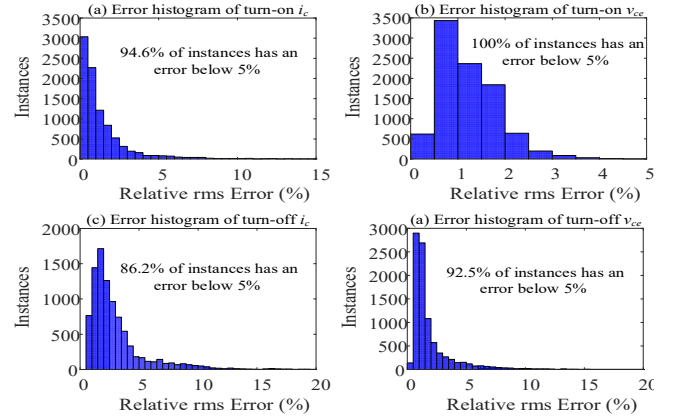 (a) Error histogram of turn-on i_c
3500
3000
2500
2000
1500
1000
500
0
Instances
94.6% of instances has an
error below 5%
0 5 10 15
Relative rms Error (%)
(b) Error histogram of turn-on v_ce
3500
3000
2500
2000
1500
1000
500
0
Instances
100% of instances has an
error below 5%
0 1 2 3 4 5
Relative rms Error (%)
(c) Error histogram of turn-off i_c
2000
1500
1000
500
0
Instances
86.2% of instances has an
error below 5%
0 5 10 15 20
Relative rms Error (%)
(a) Error histogram of turn-off v_ce
3000
2500
2000
1500
1000
500
0
Instances
92.5% of instances has an
error below 5%
0 5 10 15 20
Relative rms Error (%)